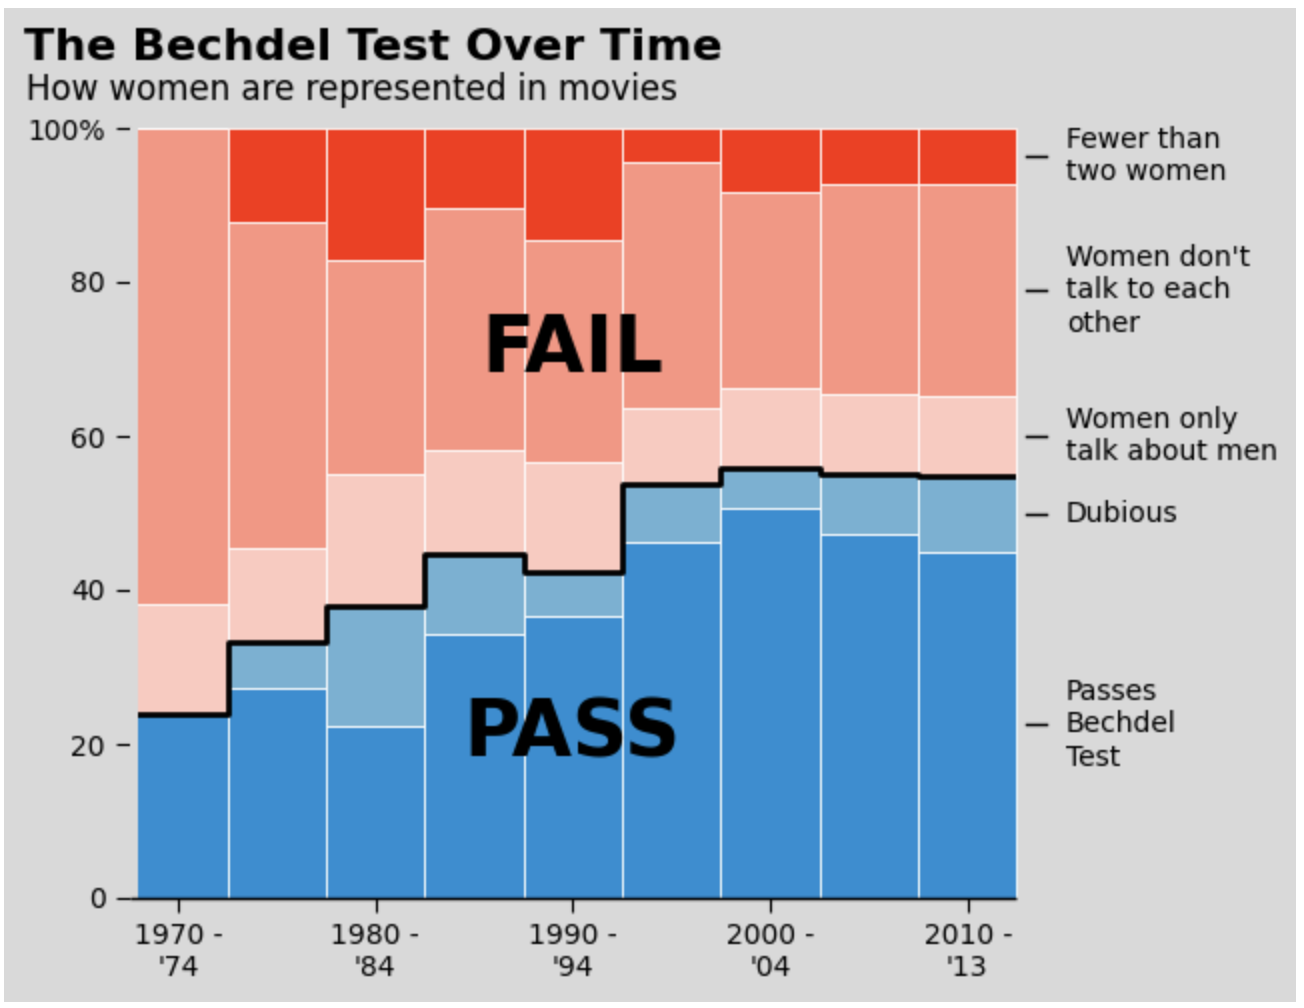 The Bechdel Test Over Time
How women are represented in movies
100%
80
60
40
20
0
FAIL
PASS
Fewer than
two women
Women don't
talk to each
other
Women only
talk about men
Dubious
Passes
Bechdel
Test
1970 -
'74
1980 -
'84
1990 -
'94
2000 -
'04
2010 -
'13